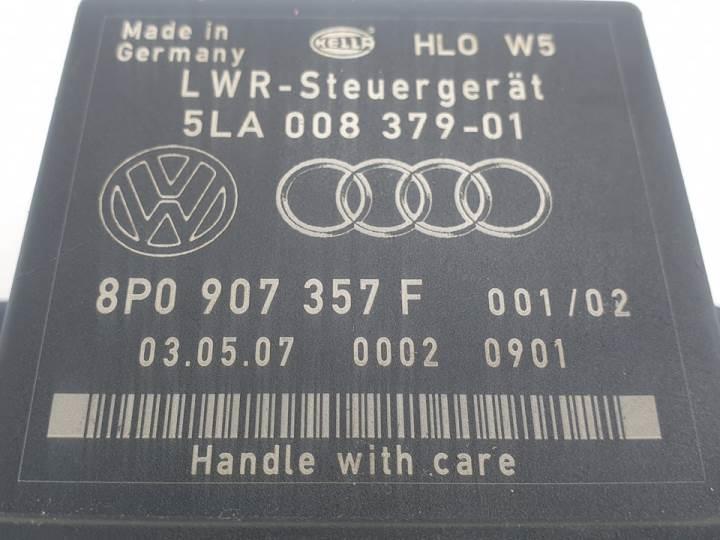 Made in
Germany
HELLA
HLO W5
LWR-Steuergerät
5LA 008 379-01
8P0 907 357 F 001/02
03.05.07 0002 0901
Handle with care